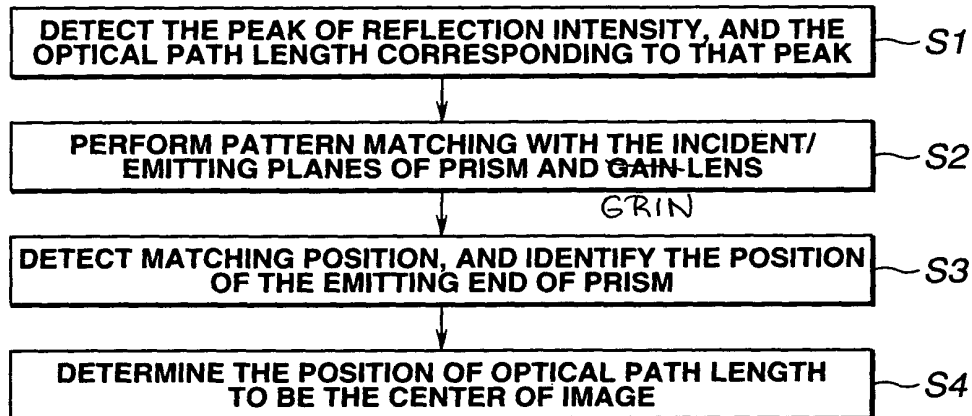 DETECT THE PEAK OF REFLECTION INTENSITY, AND THE
OPTICAL PATH LENGTH CORRESPONDING TO THAT PEAK
S1
PERFORM PATTERN MATCHING WITH THE INCIDENT/
EMITTING PLANES OF PRISM AND GAIN LENS
S2
GRIN
DETECT MATCHING POSITION, AND IDENTIFY THE POSITION
OF THE EMITTING END OF PRISM
S3
DETERMINE THE POSITION OF OPTICAL PATH LENGTH
TO BE THE CENTER OF IMAGE
S4